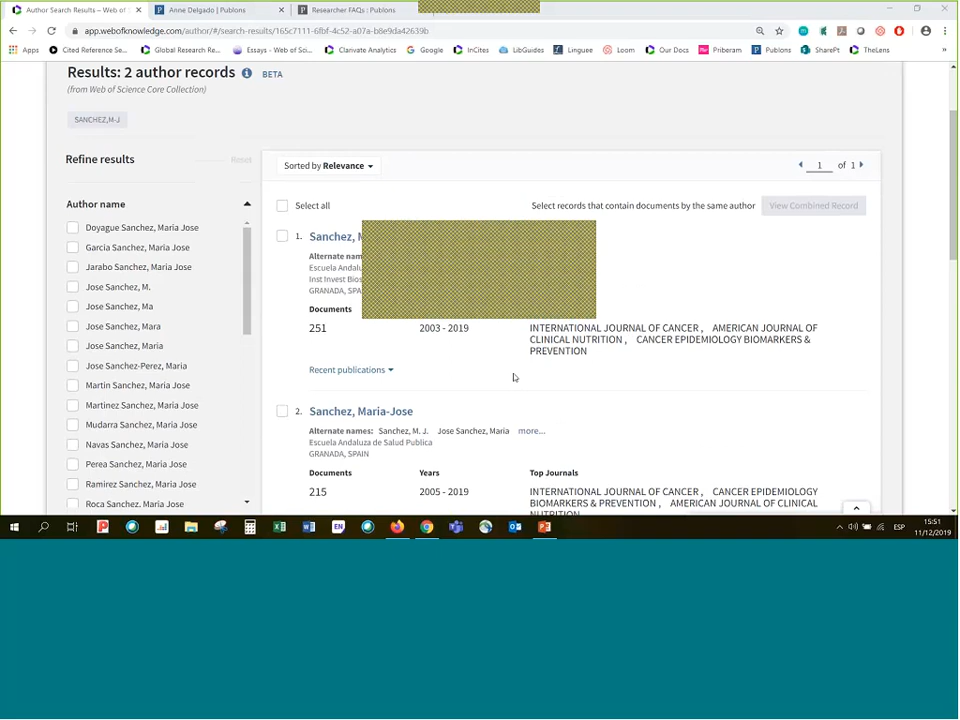 Author Search Results – Web of S
Anne Delgado | Publons
Researcher FAQs : Publons
app.webofknowledge.com/author/#/search-results/165c7111-6fbf-4c52-a07a-b8e9da42639b
Apps Cited Reference Se... Global Research Re... Essays - Web of Sci... Clarivate Analytics Google InCites LibGuides Linguee Loom Our Docs Priberam Publons SharePt TheLens
Results: 2 author records BETA
(from Web of Science Core Collection)
SANCHEZ,M-J
Refine results
Reset
Author name
Doyague Sanchez, Maria Jose
Garcia Sanchez, Maria Jose
Jarabo Sanchez, Maria Jose
Jose Sanchez, M.
Jose Sanchez, Ma
Jose Sanchez, Mara
Jose Sanchez, Maria
Jose Sanchez-Perez, Maria
Martin Sanchez, Maria Jose
Martinez Sanchez, Maria Jose
Mudarra Sanchez, Maria Jose
Navas Sanchez, Maria Jose
Perea Sanchez, Maria Jose
Ramirez Sanchez, Maria Jose
Roca Sanchez, Maria Jose
Sorted by Relevance
1 of 1
Select all
Select records that contain documents by the same author
View Combined Record
1. Sanchez,
Alternate
Escuela
Inst Invest
GRANADA,
Documents
251
2003 - 2019
INTERNATIONAL JOURNAL OF CANCER , AMERICAN JOURNAL OF
CLINICAL NUTRITION , CANCER EPIDEMIOLOGY BIOMARKERS &
PREVENTION
Recent publications
2. Sanchez, Maria-Jose
Alternate names: Sanchez, M. J. Jose Sanchez, Maria more...
Escuela Andaluza de Salud Publica
GRANADA, SPAIN
Documents Years Top Journals
215
2005 - 2019
INTERNATIONAL JOURNAL OF CANCER , CANCER EPIDEMIOLOGY
BIOMARKERS & PREVENTION , AMERICAN JOURNAL OF CLINICAL
NUTRITION
EN
ESP
15:51
11/12/2019